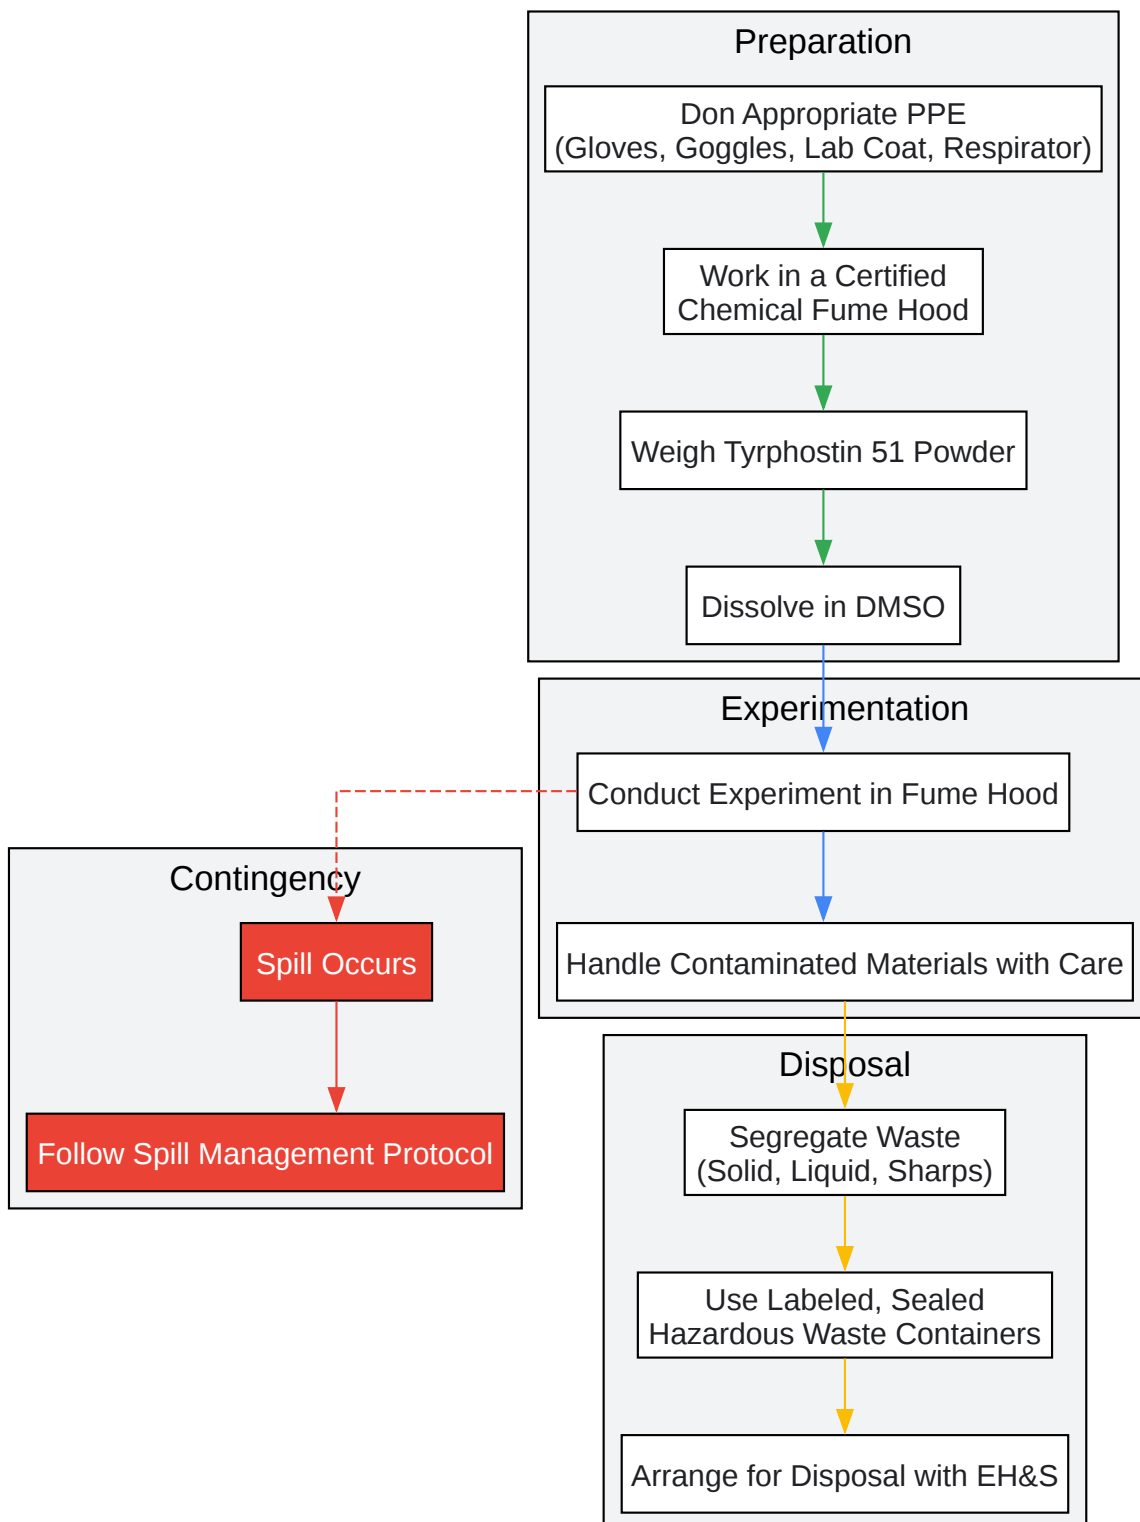 Preparation
Don Appropriate PPE
(Gloves, Goggles, Lab Coat, Respirator)
Work in a Certified
Chemical Fume Hood
Weigh Tyrphostin 51 Powder
Dissolve in DMSO
Experimentation
Conduct Experiment in Fume Hood
Handle Contaminated Materials with Care
Contingency
Spill Occurs
Follow Spill Management Protocol
Disposal
Segregate Waste
(Solid, Liquid, Sharps)
Use Labeled, Sealed
Hazardous Waste Containers
Arrange for Disposal with EH&S